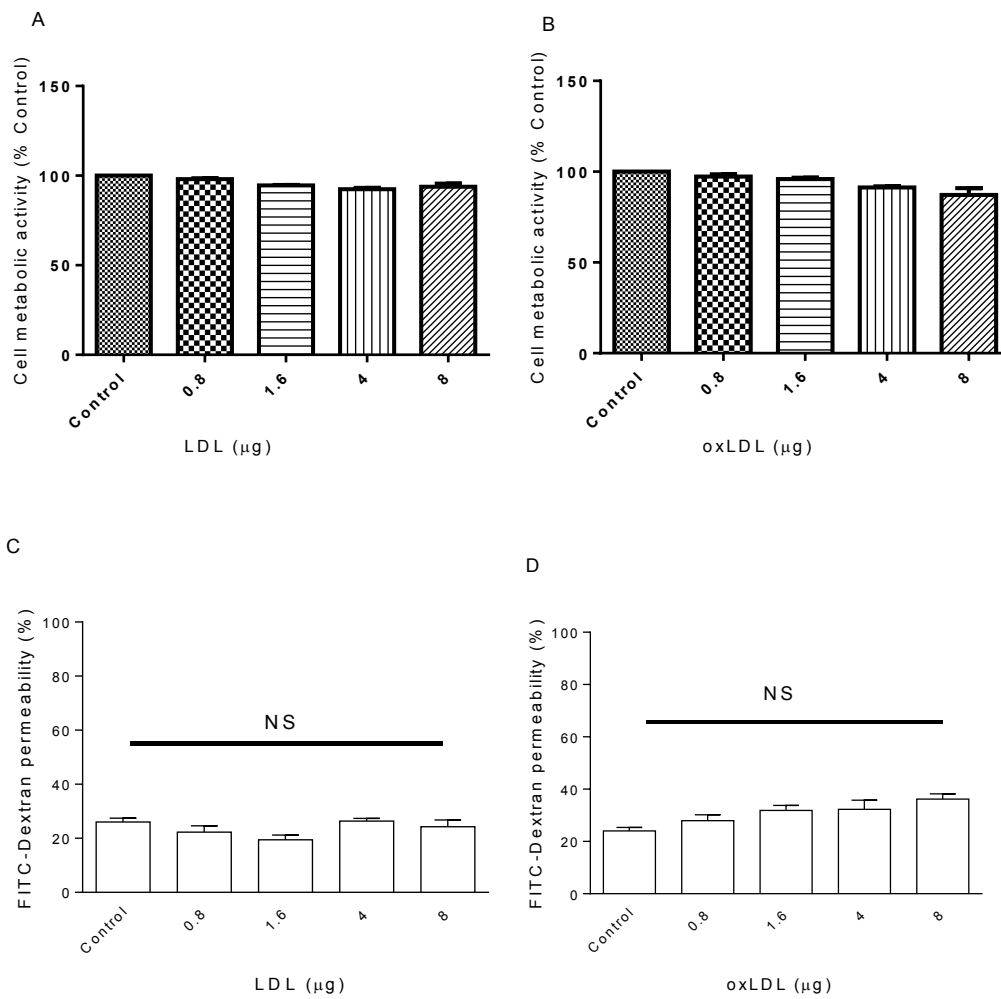 A
Cell metabolic activity (% Control)
150
100
50
0
Control
0.8
1.6
4
8
LDL (μg)
B
Cell metabolic activity (% Control)
150
100
50
0
Control
0.8
1.6
4
8
oxLDL (μg)
C
FITC-Dextran permeability (%)
100
80
60
40
20
0
NS
Control
0.8
1.6
4
8
LDL (μg)
D
FITC-Dextran permeability (%)
100
80
60
40
20
0
NS
Control
0.8
1.6
4
8
oxLDL (μg)